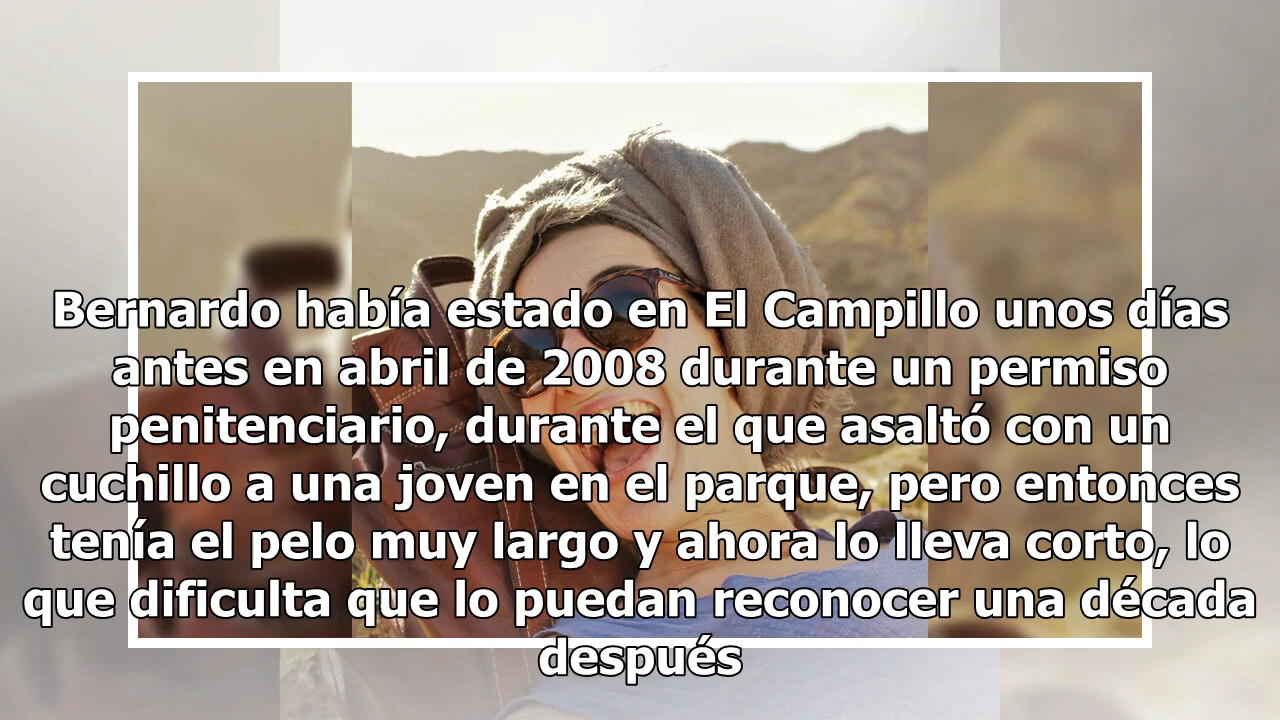 Bernardo había estado en El Campillo unos días
antes en abril de 2008 durante un permiso
penitenciario, durante el que asaltó con un
cuchillo a una joven en el parque, pero entonces
tenía el pelo muy largo y ahora lo lleva corto, lo
que dificulta que lo puedan reconocer una década
después